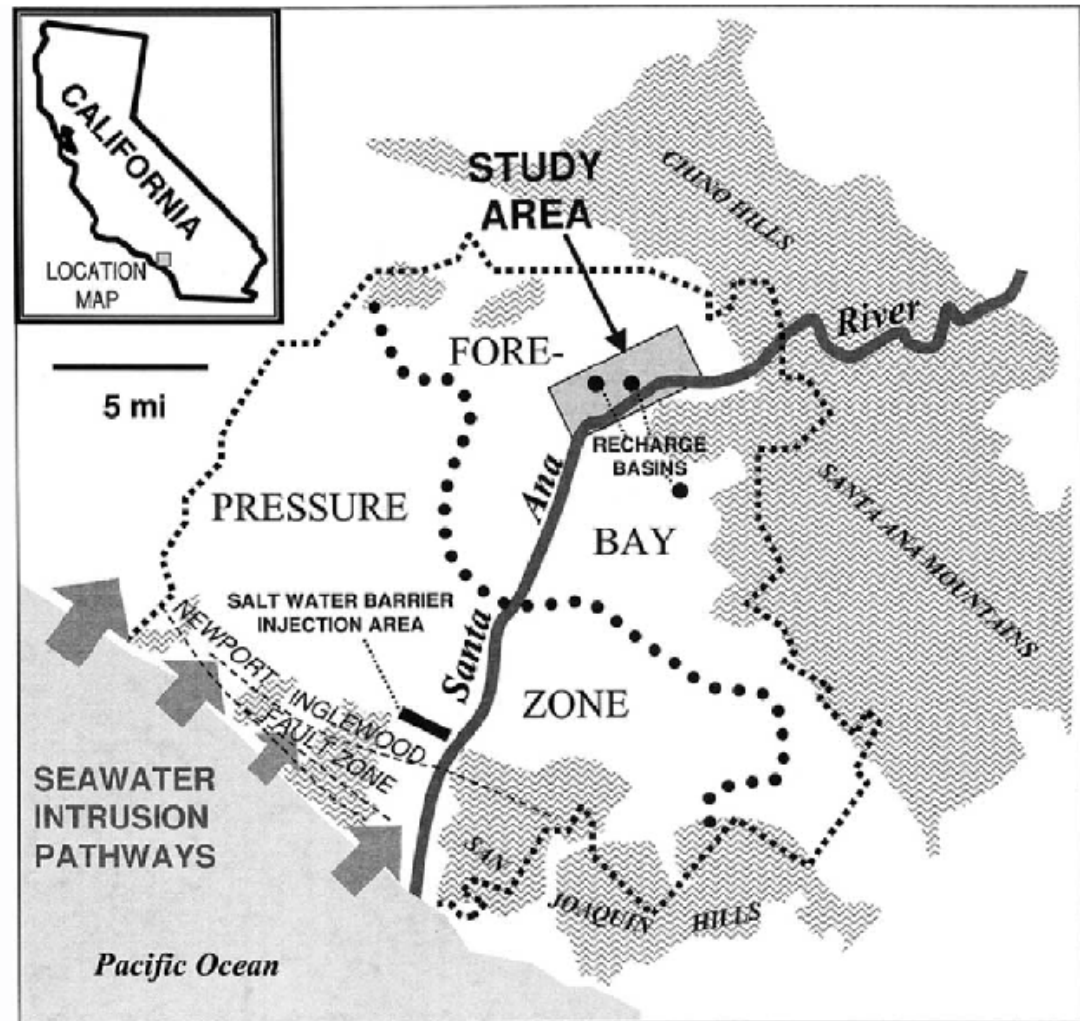 CALIFORNIA
LOCATION
MAP
5 mi
STUDY
AREA
CHINO HILLS
River
FORE-
RECHARGE
BASINS
Ana
PRESSURE
BAY
SANTA ANA MOUNTAINS
SALT WATER BARRIER
INJECTION AREA
Santa
NEWPORT INGLEWOOD
FAULT ZONE
ZONE
SEAWATER
INTRUSION
PATHWAYS
SAN
JOAQUIN
HILLS
Pacific Ocean